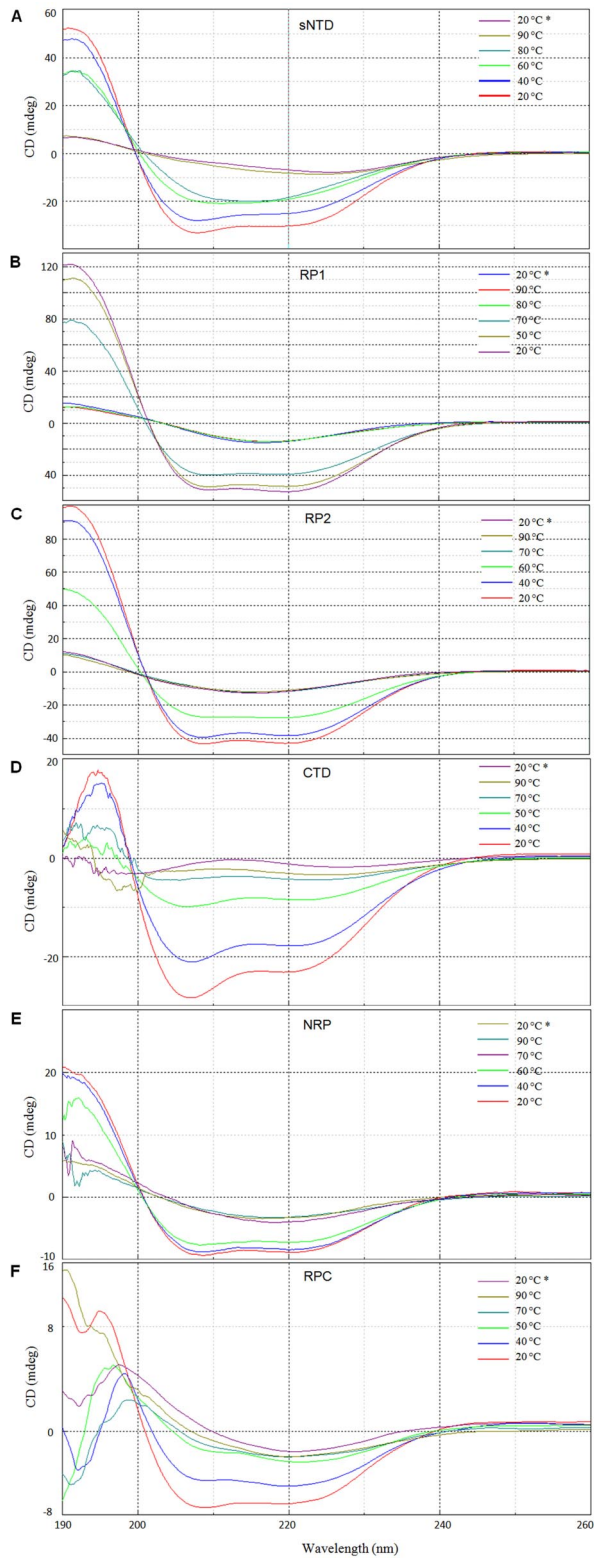 A
sNTD
CD (mdeg)
60
40
20
0
-20
20 °C *
90 °C
80 °C
60 °C
40 °C
20 °C
B
RP1
CD (mdeg)
120
80
40
0
40
20 °C *
90 °C
80 °C
70 °C
50 °C
20 °C
C
RP2
CD (mdeg)
80
60
40
20
0
-20
-40
20 °C *
90 °C
70 °C
60 °C
40 °C
20 °C
D
CTD
CD (mdeg)
20
0
-20
20 °C *
90 °C
70 °C
50 °C
40 °C
20 °C
E
NRP
CD (mdeg)
20
10
0
-10
20 °C *
90 °C
70 °C
60 °C
40 °C
20 °C
F
RPC
CD (mdeg)
16
8
0
-8
20 °C *
90 °C
70 °C
50 °C
40 °C
20 °C
190 200 220 240 260
Wavelength (nm)